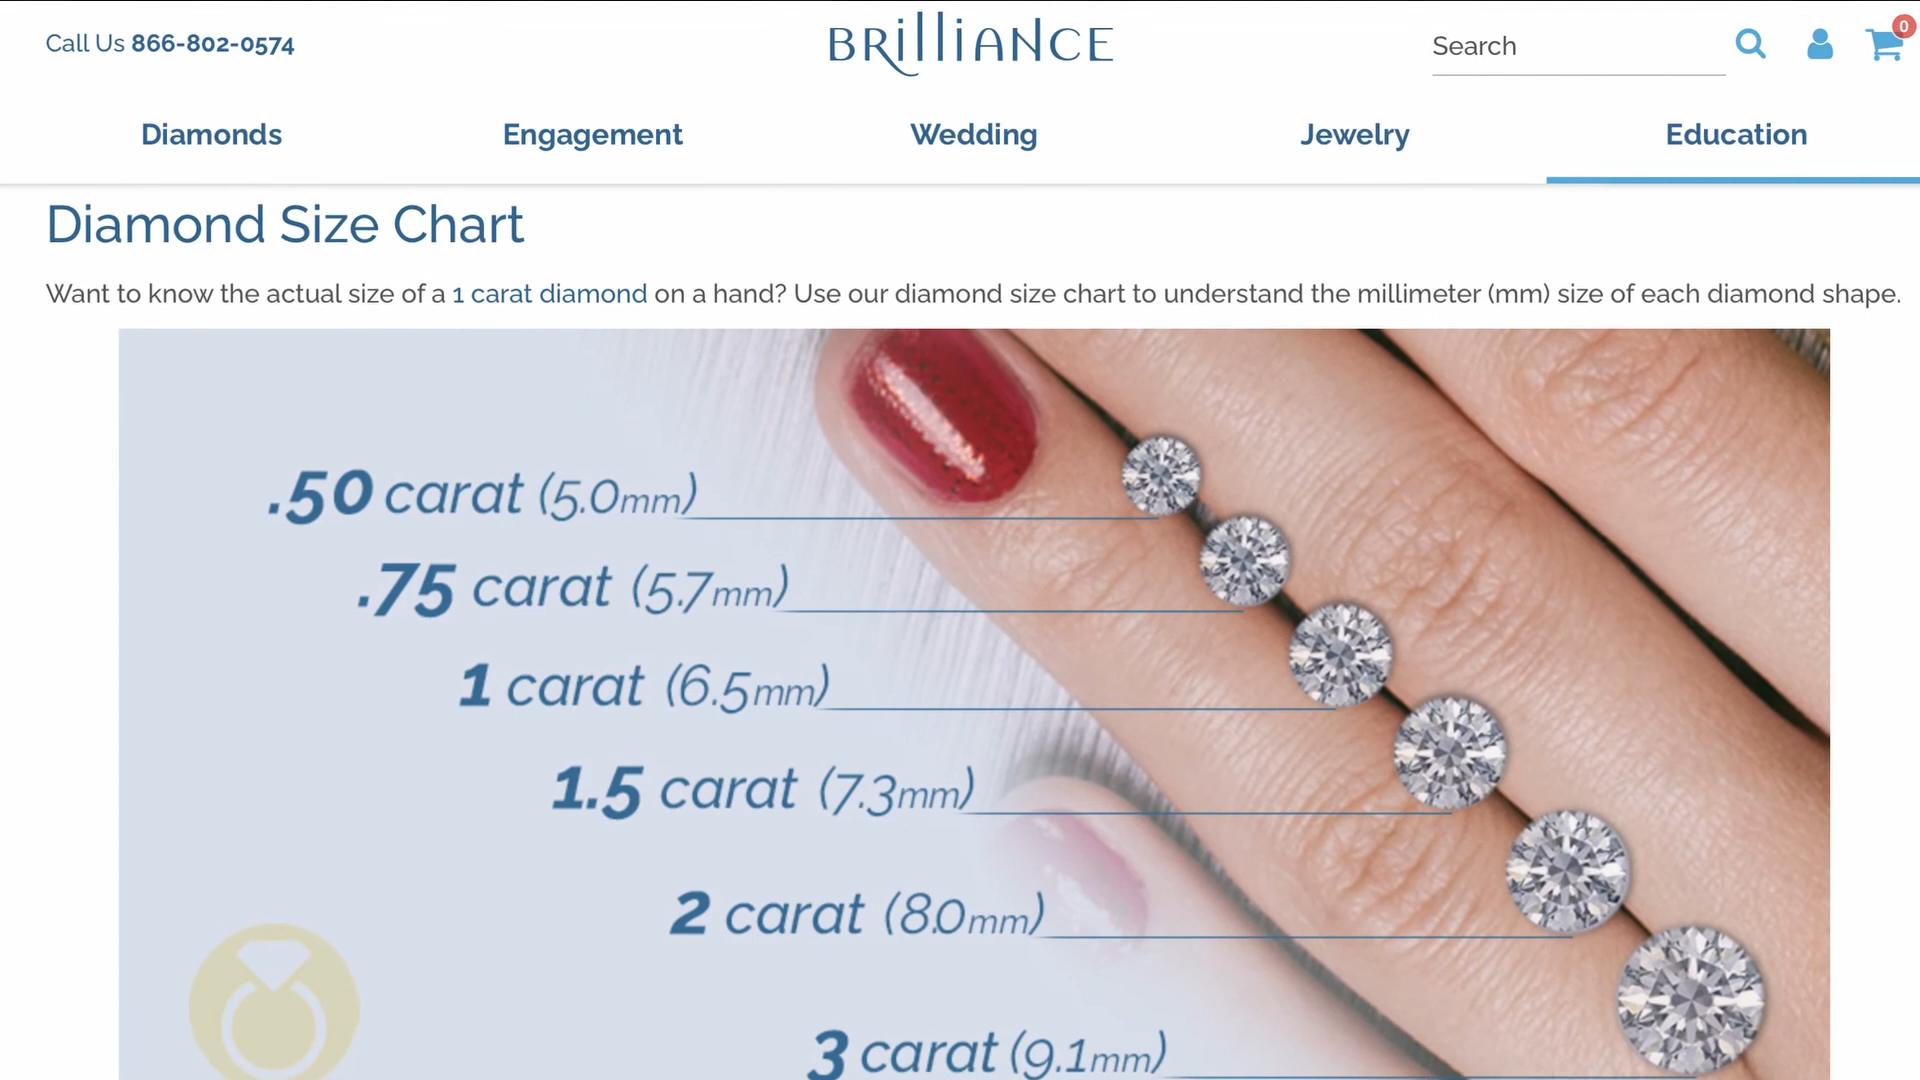 Call Us 866-802-0574
BRilliANCE
Search
0
Diamonds Engagement Wedding Jewelry Education
Diamond Size Chart
Want to know the actual size of a 1 carat diamond on a hand? Use our diamond size chart to understand the millimeter (mm) size of each diamond shape.
.50 carat (5.0mm)
.75 carat (5.7mm)
1 carat (6.5mm)
1.5 carat (7.3mm)
2 carat (8.0mm)
3 carat (9.1mm)